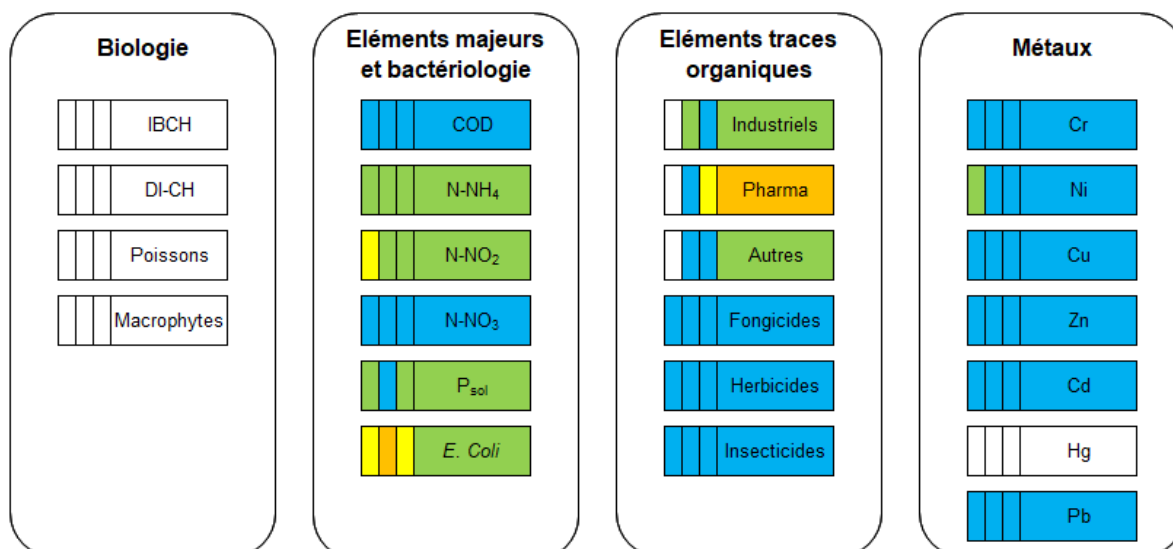 Biologie
IBCH
DI-CH
Poissons
Macrophytes
Eléments majeurs
et bactériologie
COD
N-NH₄
N-NO₂
N-NO₃
Pₛₒₗ
E. Coli
Eléments traces
organiques
Industriels
Pharma
Autres
Fongicides
Herbicides
Insecticides
Métaux
Cr
Ni
Cu
Zn
Cd
Hg
Pb